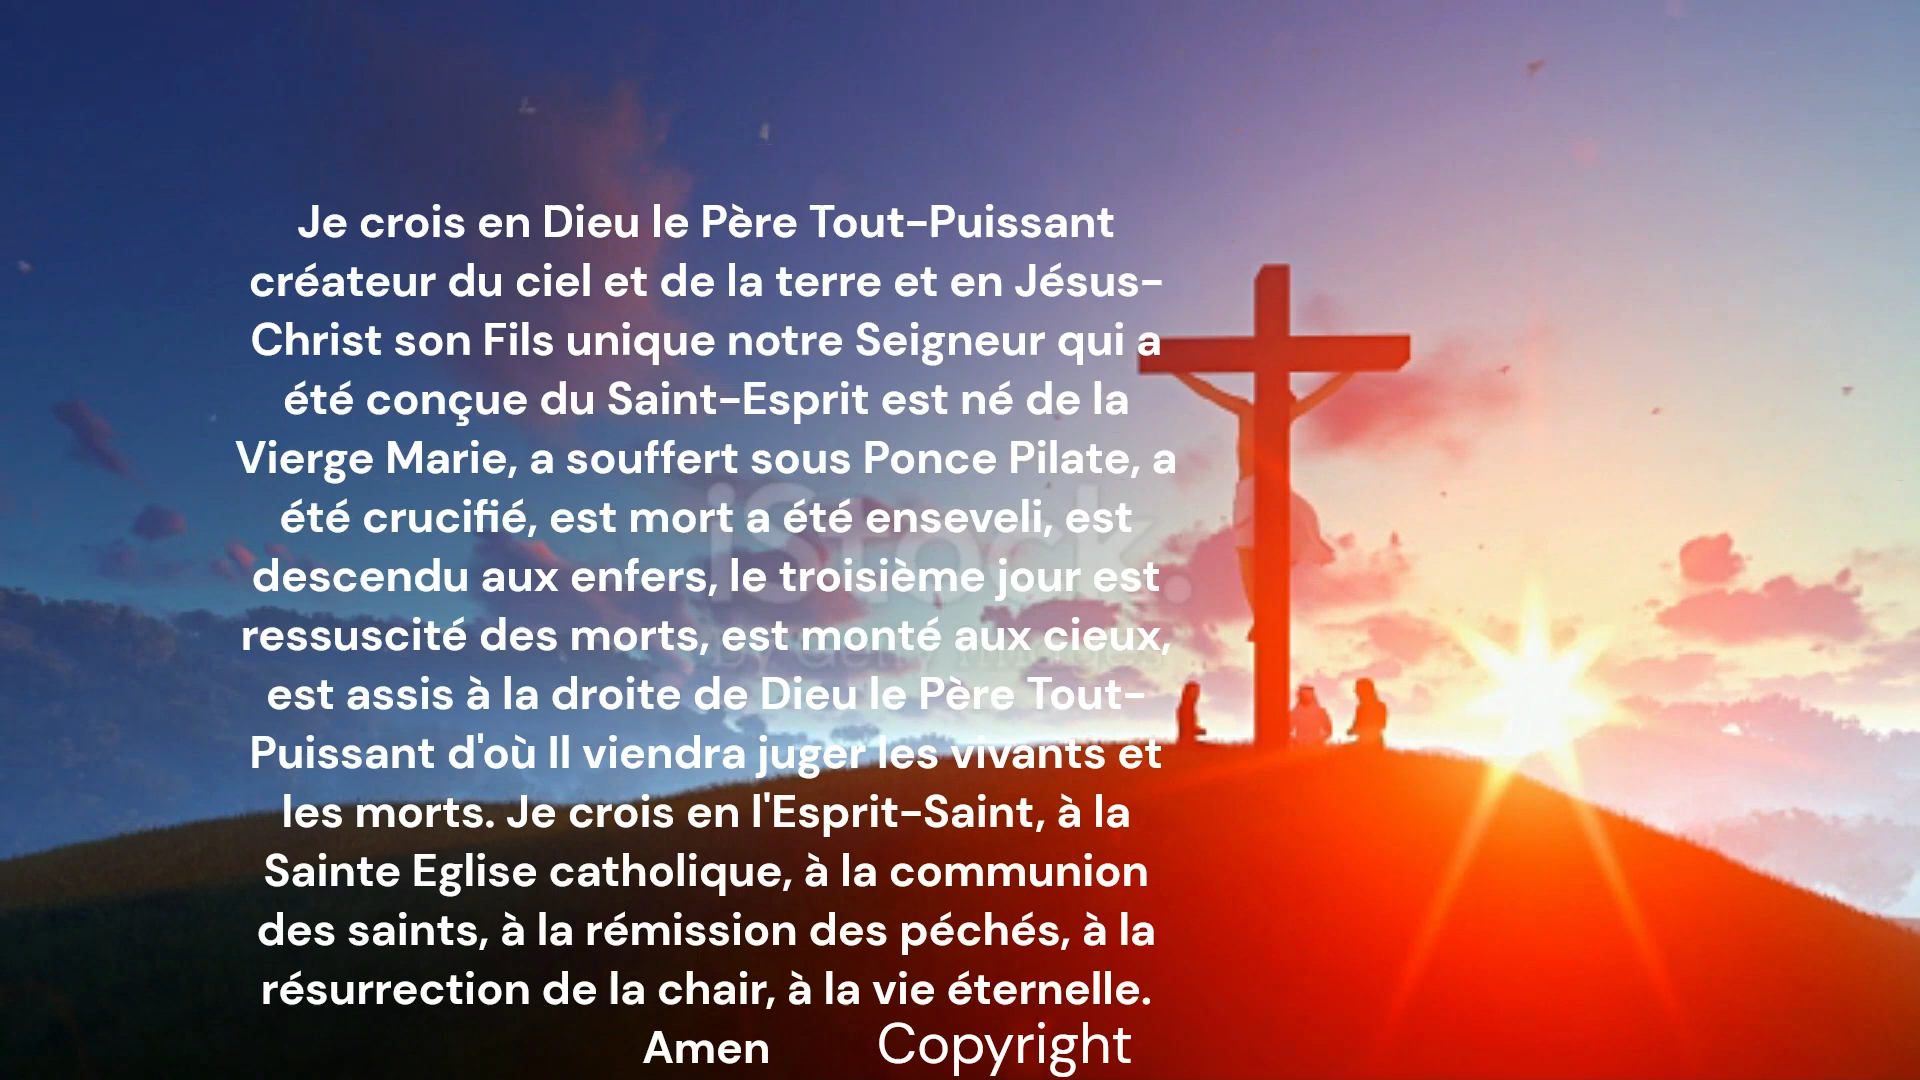 Je crois en Dieu le Père Tout-Puissant
créateur du ciel et de la terre et en Jésus-
Christ son Fils unique notre Seigneur qui a
été conçue du Saint-Esprit est né de la
Vierge Marie, a souffert sous Ponce Pilate, a
été crucifié, est mort a été enseveli, est
descendu aux enfers, le troisième jour est
ressuscité des morts, est monté aux cieux,
est assis à la droite de Dieu le Père Tout-
Puissant d'où Il viendra juger les vivants et
les morts. Je crois en l'Esprit-Saint, à la
Sainte Eglise catholique, à la communion
des saints, à la rémission des péchés, à la
résurrection de la chair, à la vie éternelle.
Amen Copyright
iStock.
by Getty Images